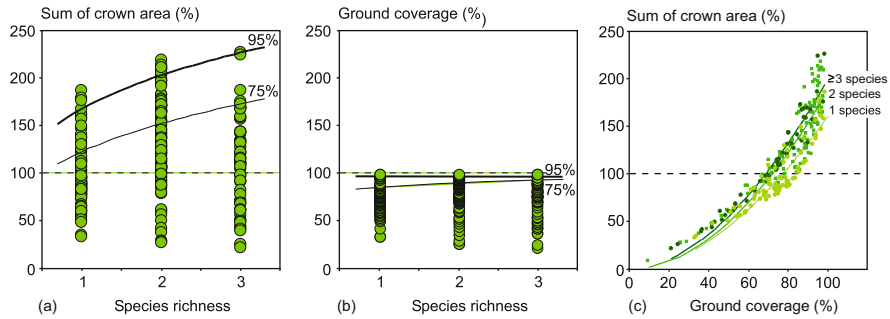 Sum of crown area (%)
250
200
150
100
50
0
95%
75%
1
2
3
(a)
Species richness
Ground coverage (%)
250
200
150
100
50
0
95%
75%
1
2
3
(b)
Species richness
Sum of crown area (%)
250
200
150
100
50
0
≥3 species
2 species
1 species
0
20
40
60
80
100
(c)
Ground coverage (%)